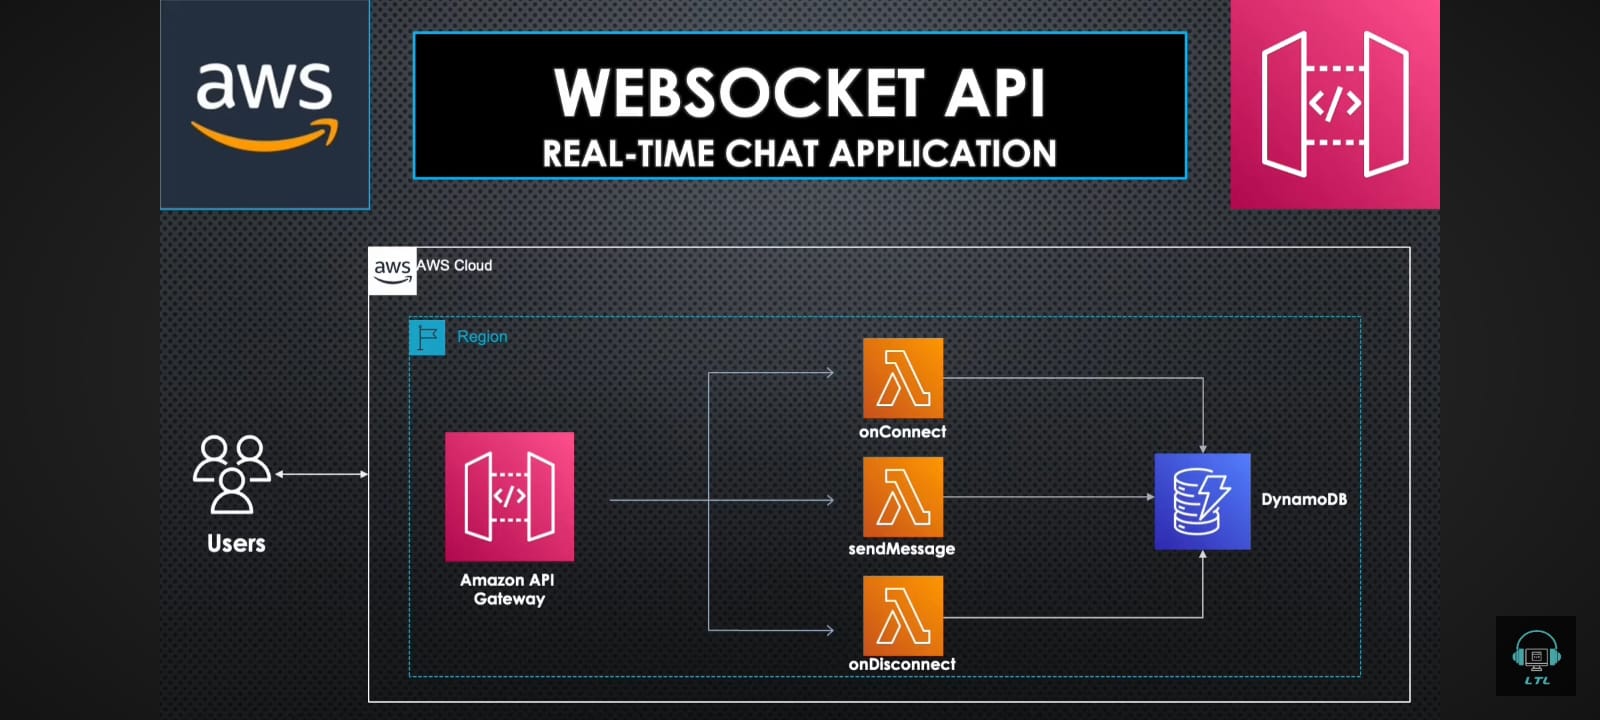 aws
WEBSOCKET API
REAL-TIME CHAT APPLICATION
</>
aws
AWS Cloud
Region
onConnect
</>
sendMessage
DynamoDB
Users
Amazon API
Gateway
onDisconnect
LTL